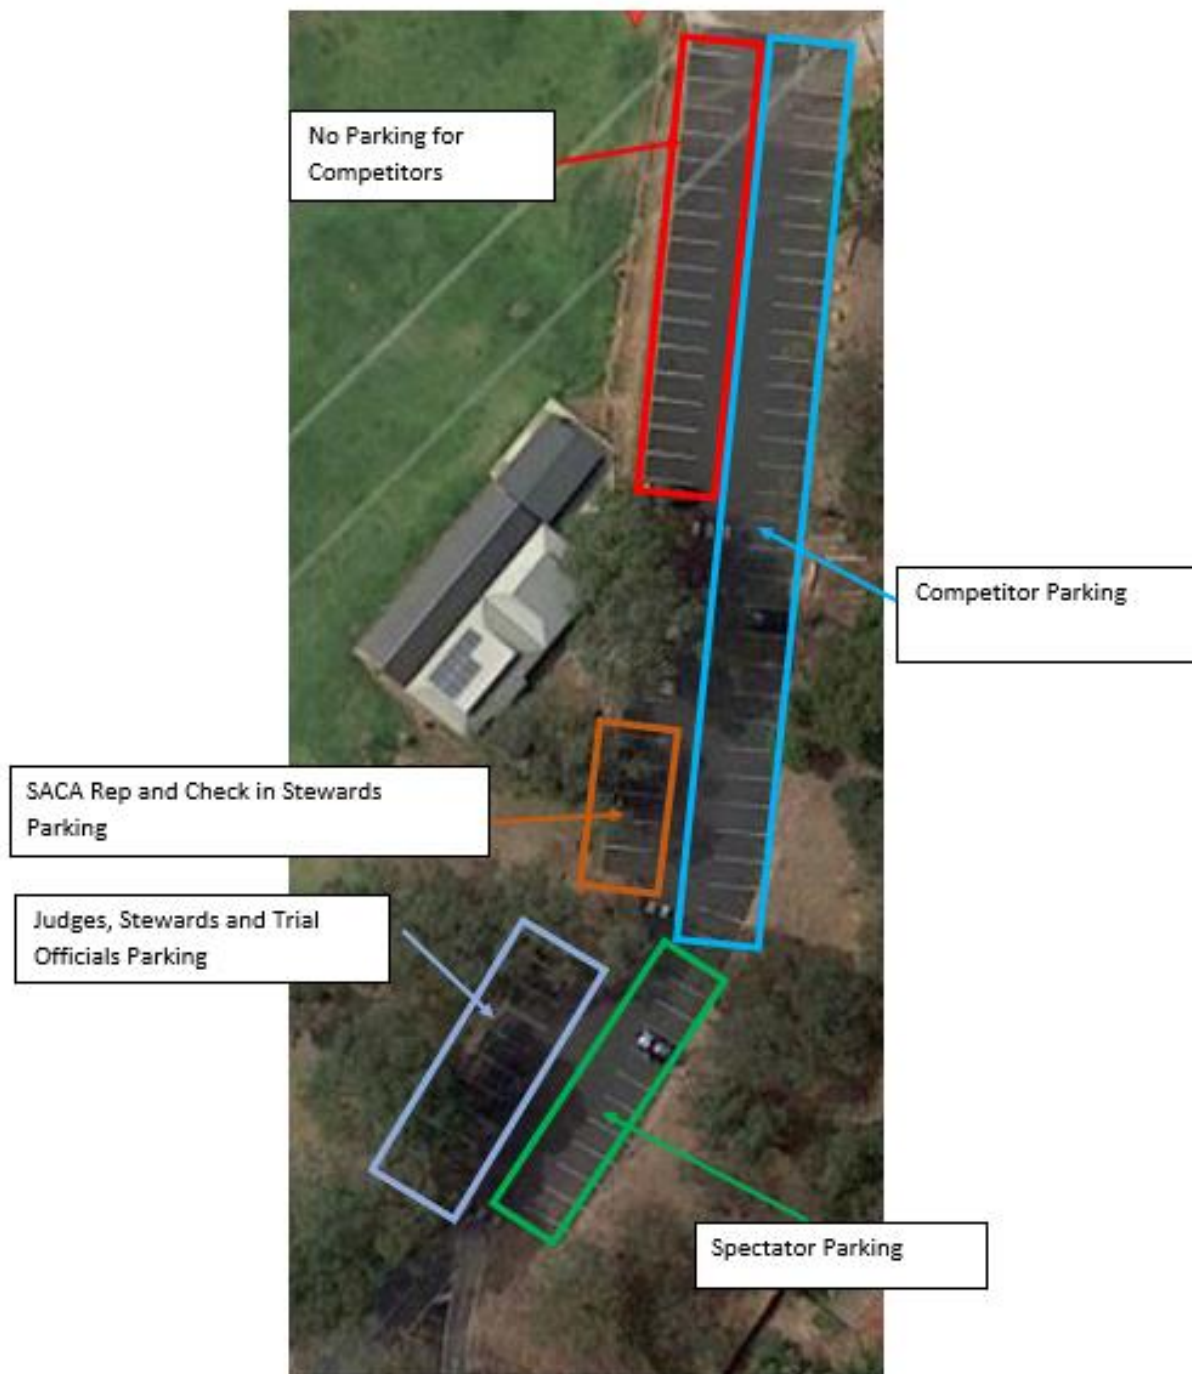 No Parking for
Competitors
Competitor Parking
SACA Rep and Check in Stewards
Parking
Judges, Stewards and Trial
Officials Parking
Spectator Parking